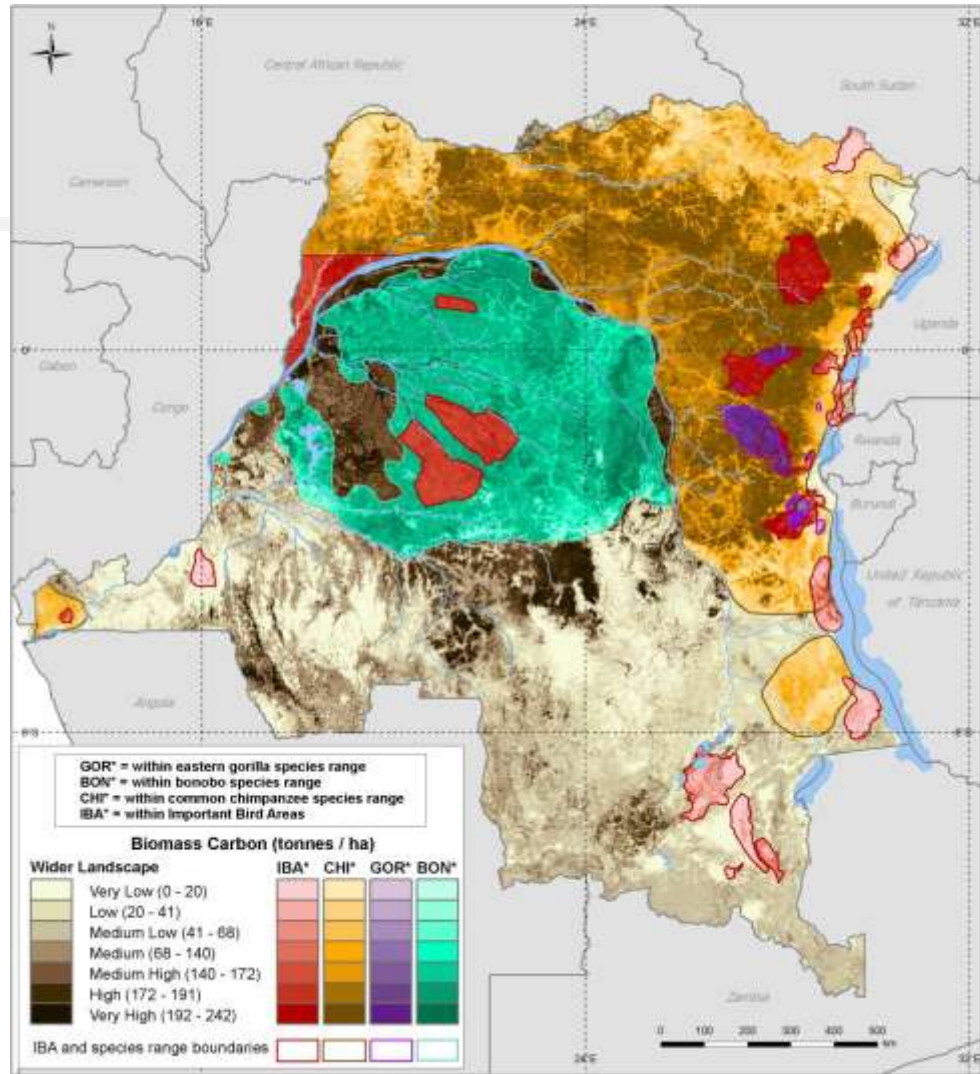 N
16°E
24°E
32°E
Central African Republic
South Sudan
Cameroon
Uganda
0°
0°
Gabon
Congo
Rwanda
Burundi
United Republic
of Tanzania
Angola
8°S
8°S
GOR* = within eastern gorilla species range
BON* = within bonobo species range
CHI* = within common chimpanzee species range
IBA* = within Important Bird Areas
Biomass Carbon (tonnes / ha)
Wider Landscape IBA* CHI* GOR* BON*
Very Low (0 - 20)
Low (20 - 41)
Medium Low (41 - 68)
Medium (68 - 140)
Medium High (140 - 172)
High (172 - 191)
Very High (192 - 242)
IBA and species range boundaries
Zambia
0 100 200 300 400 500
Km
24°E
32°E